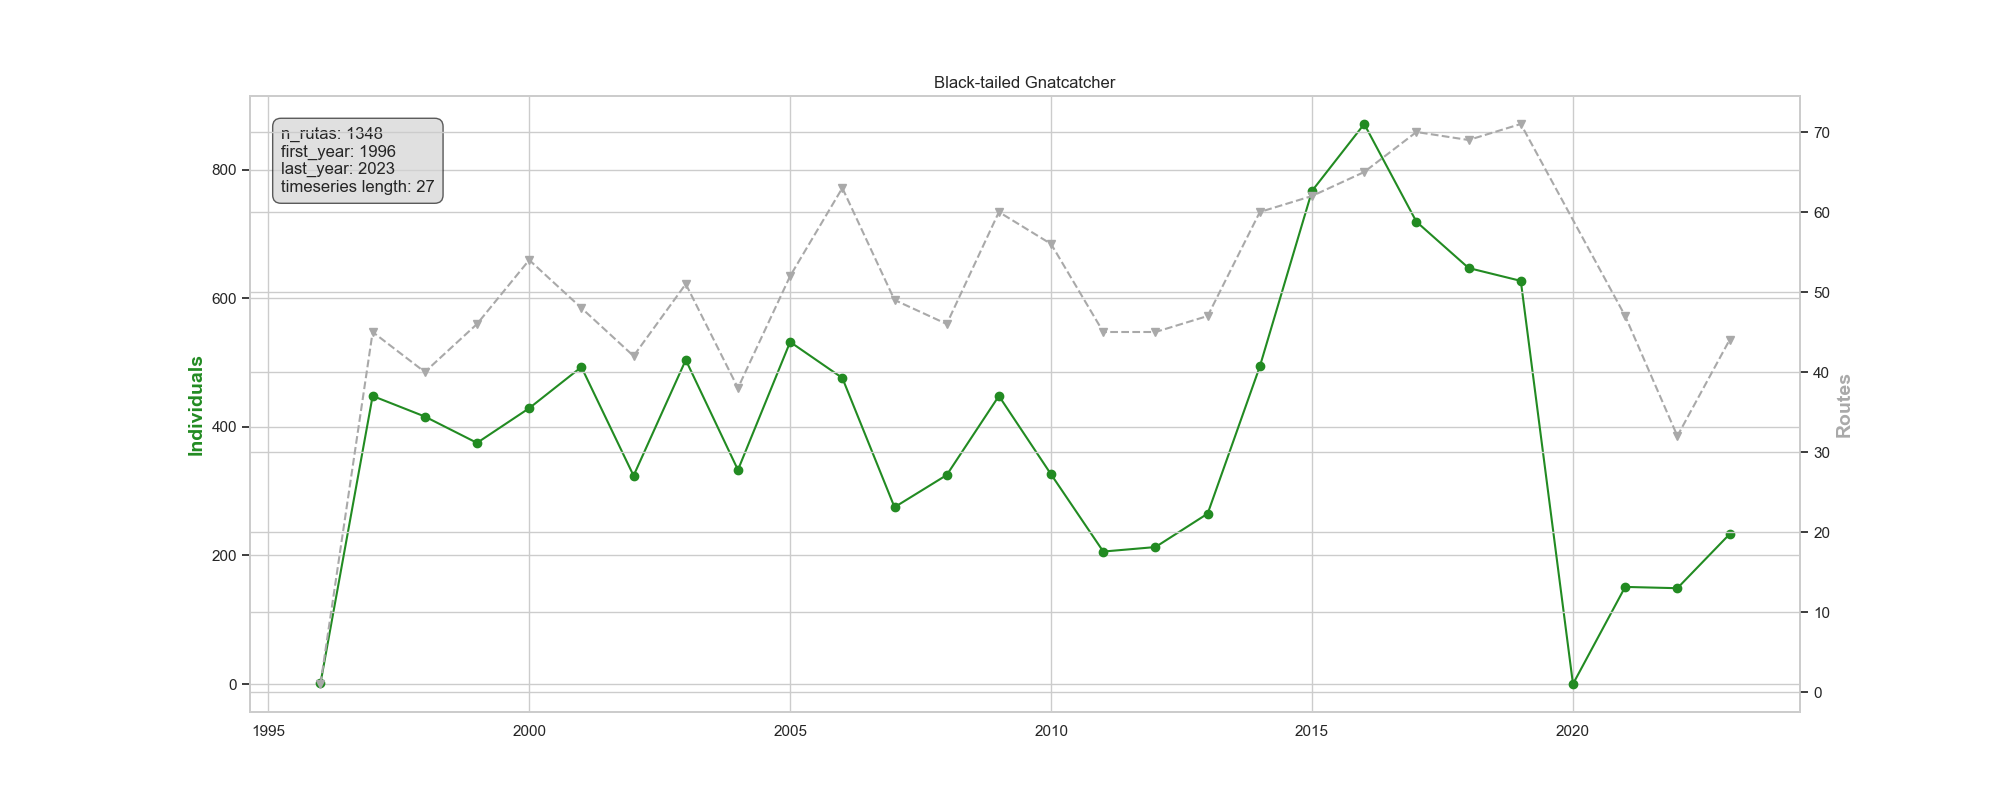 Black-tailed Gnatcatcher
n_rutas: 1348
first_year: 1996
last_year: 2023
timeseries length: 27
Individuals
800
600
400
200
0
Routes
70
60
50
40
30
20
10
0
1995 2000 2005 2010 2015 2020